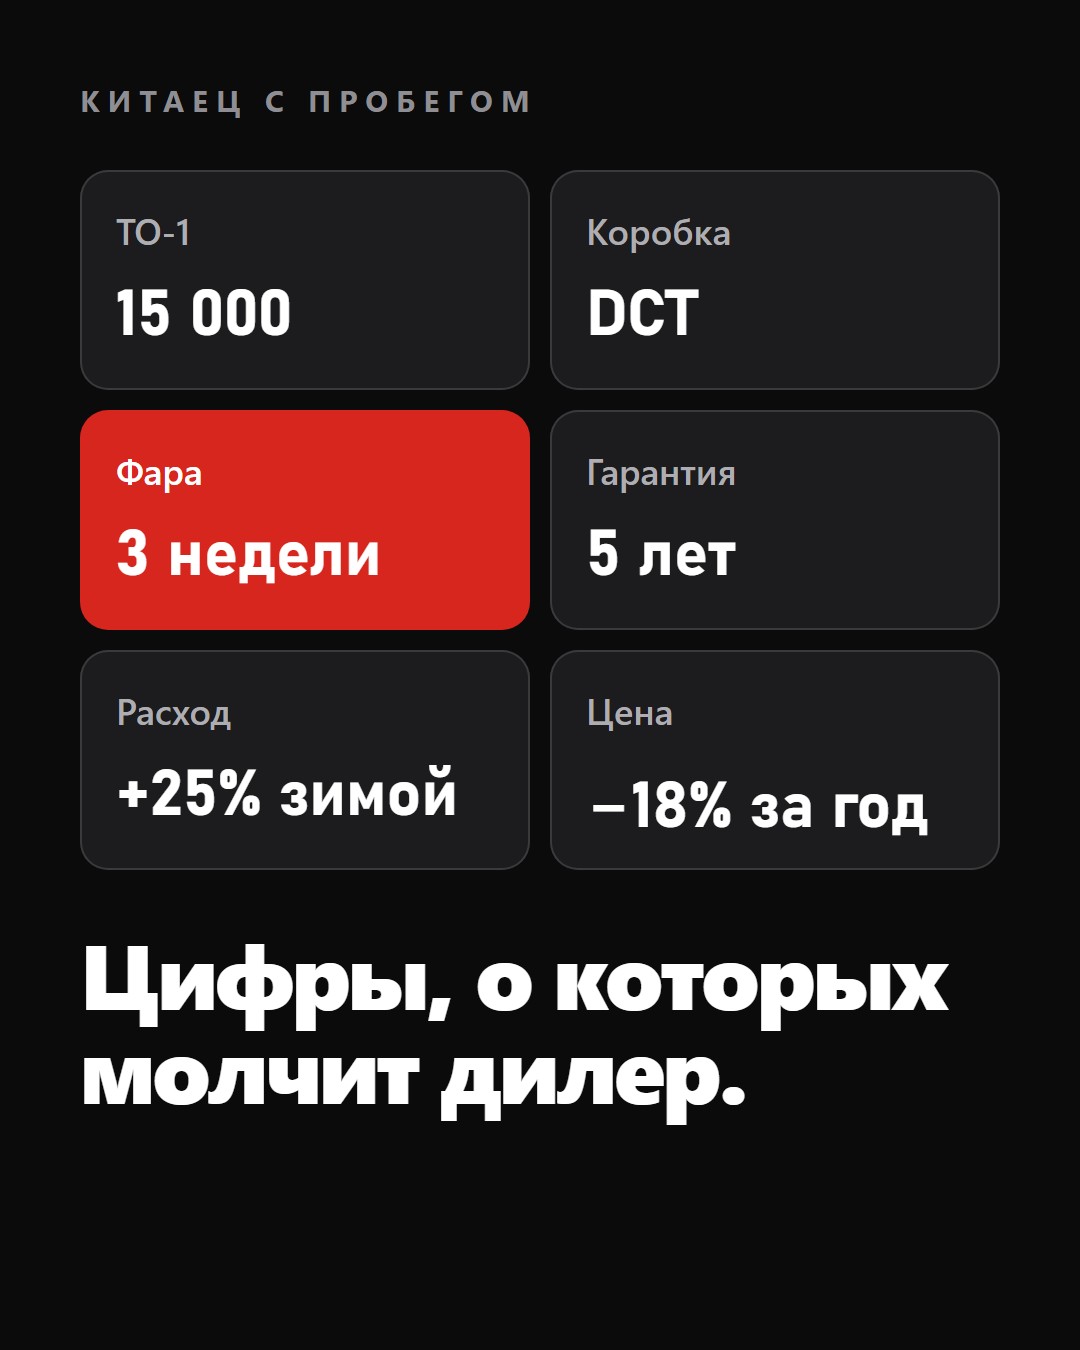 КИТАЕЦ С ПРОБЕГОМ
ТО-1
15 000
Коробка
DCT
Фара
3 недели
Гарантия
5 лет
Расход
+25% зимой
Цена
−18% за год
Цифры, о которых
молчит дилер.